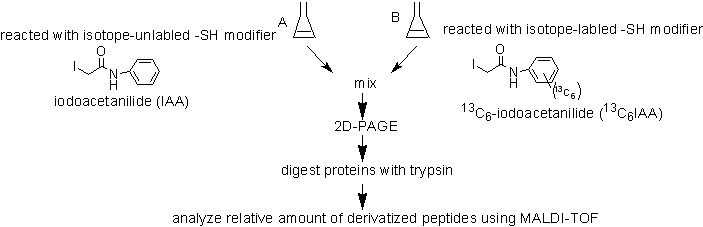 A
B
reacted with isotope-unlabled -SH modifier
reacted with isotope-labled -SH modifier
I
O
N
H
iodoacetanilide (IAA)
I
O
N
H
(13C6)
13C6-iodoacetanilide (13C6IAA)
mix
2D-PAGE
digest proteins with trypsin
analyze relative amount of derivatized peptides using MALDI-TOF